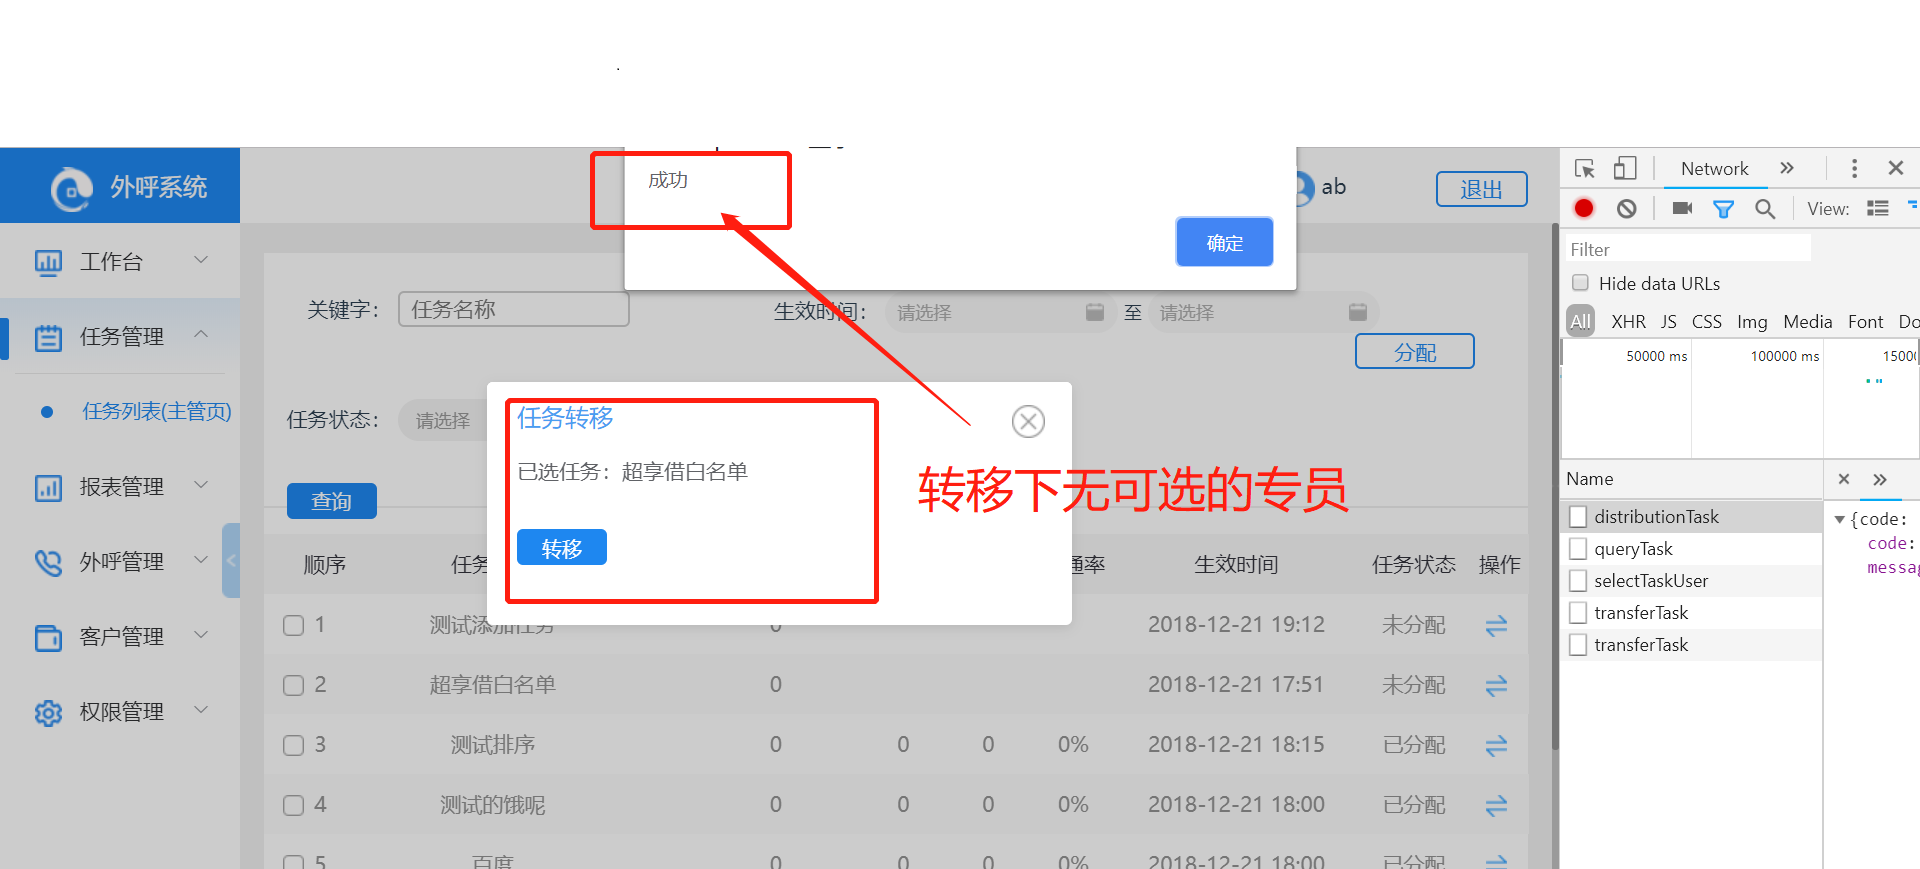 外呼系统
成功
确定
ab
退出
工作台
任务管理
任务列表(主管页)
报表管理
外呼管理
客户管理
权限管理
关键字：
任务名称
生效时间：
请选择
至
请选择
分配
任务状态：
请选择
查询
任务转移
已选任务：超享借白名单
转移
转移下无可选的专员
顺序 任务 通率 生效时间 任务状态 操作
1 测试添加任务 0 2018-12-21 19:12 未分配
2 超享借白名单 0 2018-12-21 17:51 未分配
3 测试排序 0 0 0 0% 2018-12-21 18:15 已分配
4 测试的饿呢 0 0 0 0% 2018-12-21 18:00 已分配
5 百度 0 0 0 0% 2018-12-21 18:00 已分配
Network
View:
Filter
Hide data URLs
All XHR JS CSS Img Media Font Do
50000 ms 100000 ms 1500
Name
distributionTask
queryTask
selectTaskUser
transferTask
transferTask
{code:
code:
messag